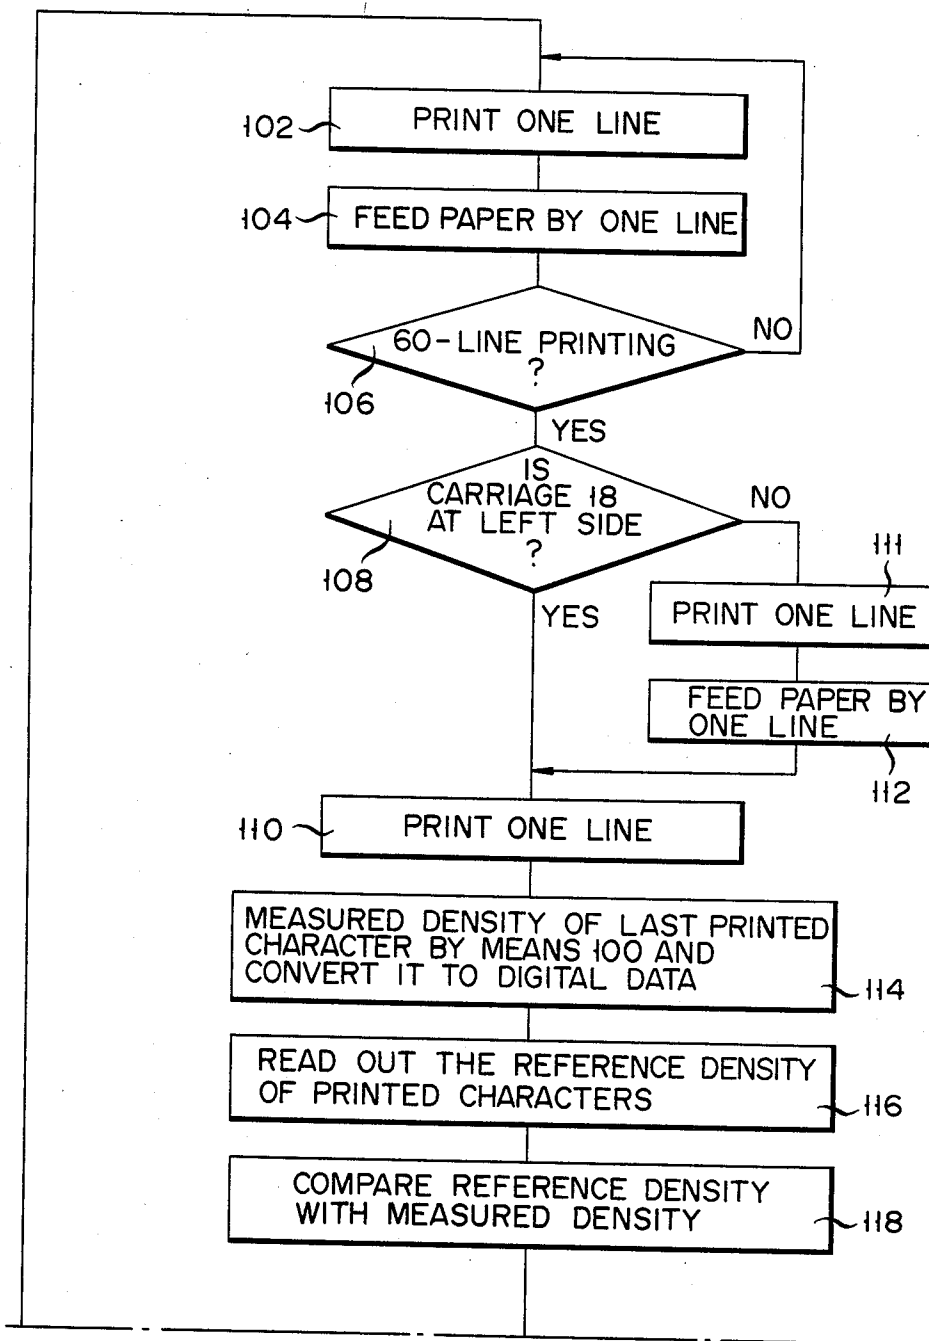 102
PRINT ONE LINE
104
FEED PAPER BY ONE LINE
60-LINE PRINTING
?
NO
106
YES
IS
CARRIAGE 18
AT LEFT SIDE
?
NO
108
YES
111
PRINT ONE LINE
FEED PAPER BY
ONE LINE
112
110
PRINT ONE LINE
MEASURED DENSITY OF LAST PRINTED
CHARACTER BY MEANS 100 AND
CONVERT IT TO DIGITAL DATA
114
READ OUT THE REFERENCE DENSITY
OF PRINTED CHARACTERS
116
COMPARE REFERENCE DENSITY
WITH MEASURED DENSITY
118